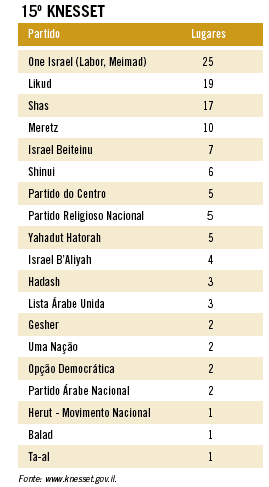 15º KNESSET
Partido Lugares
One Israel (Labor, Meimad) 25
Likud 19
Shas 17
Meretz 10
Israel Beiteinu 7
Shinui 6
Partido do Centro 5
Partido Religioso Nacional 5
Yahadut Hatorah 5
Israel B'Aliyah 4
Hadash 3
Lista Árabe Unida 3
Gesher 2
Uma Nação 2
Opção Democrática 2
Partido Árabe Nacional 2
Herut - Movimento Nacional 1
Balad 1
Ta-al 1
Fonte: www.knesset.gov.il.